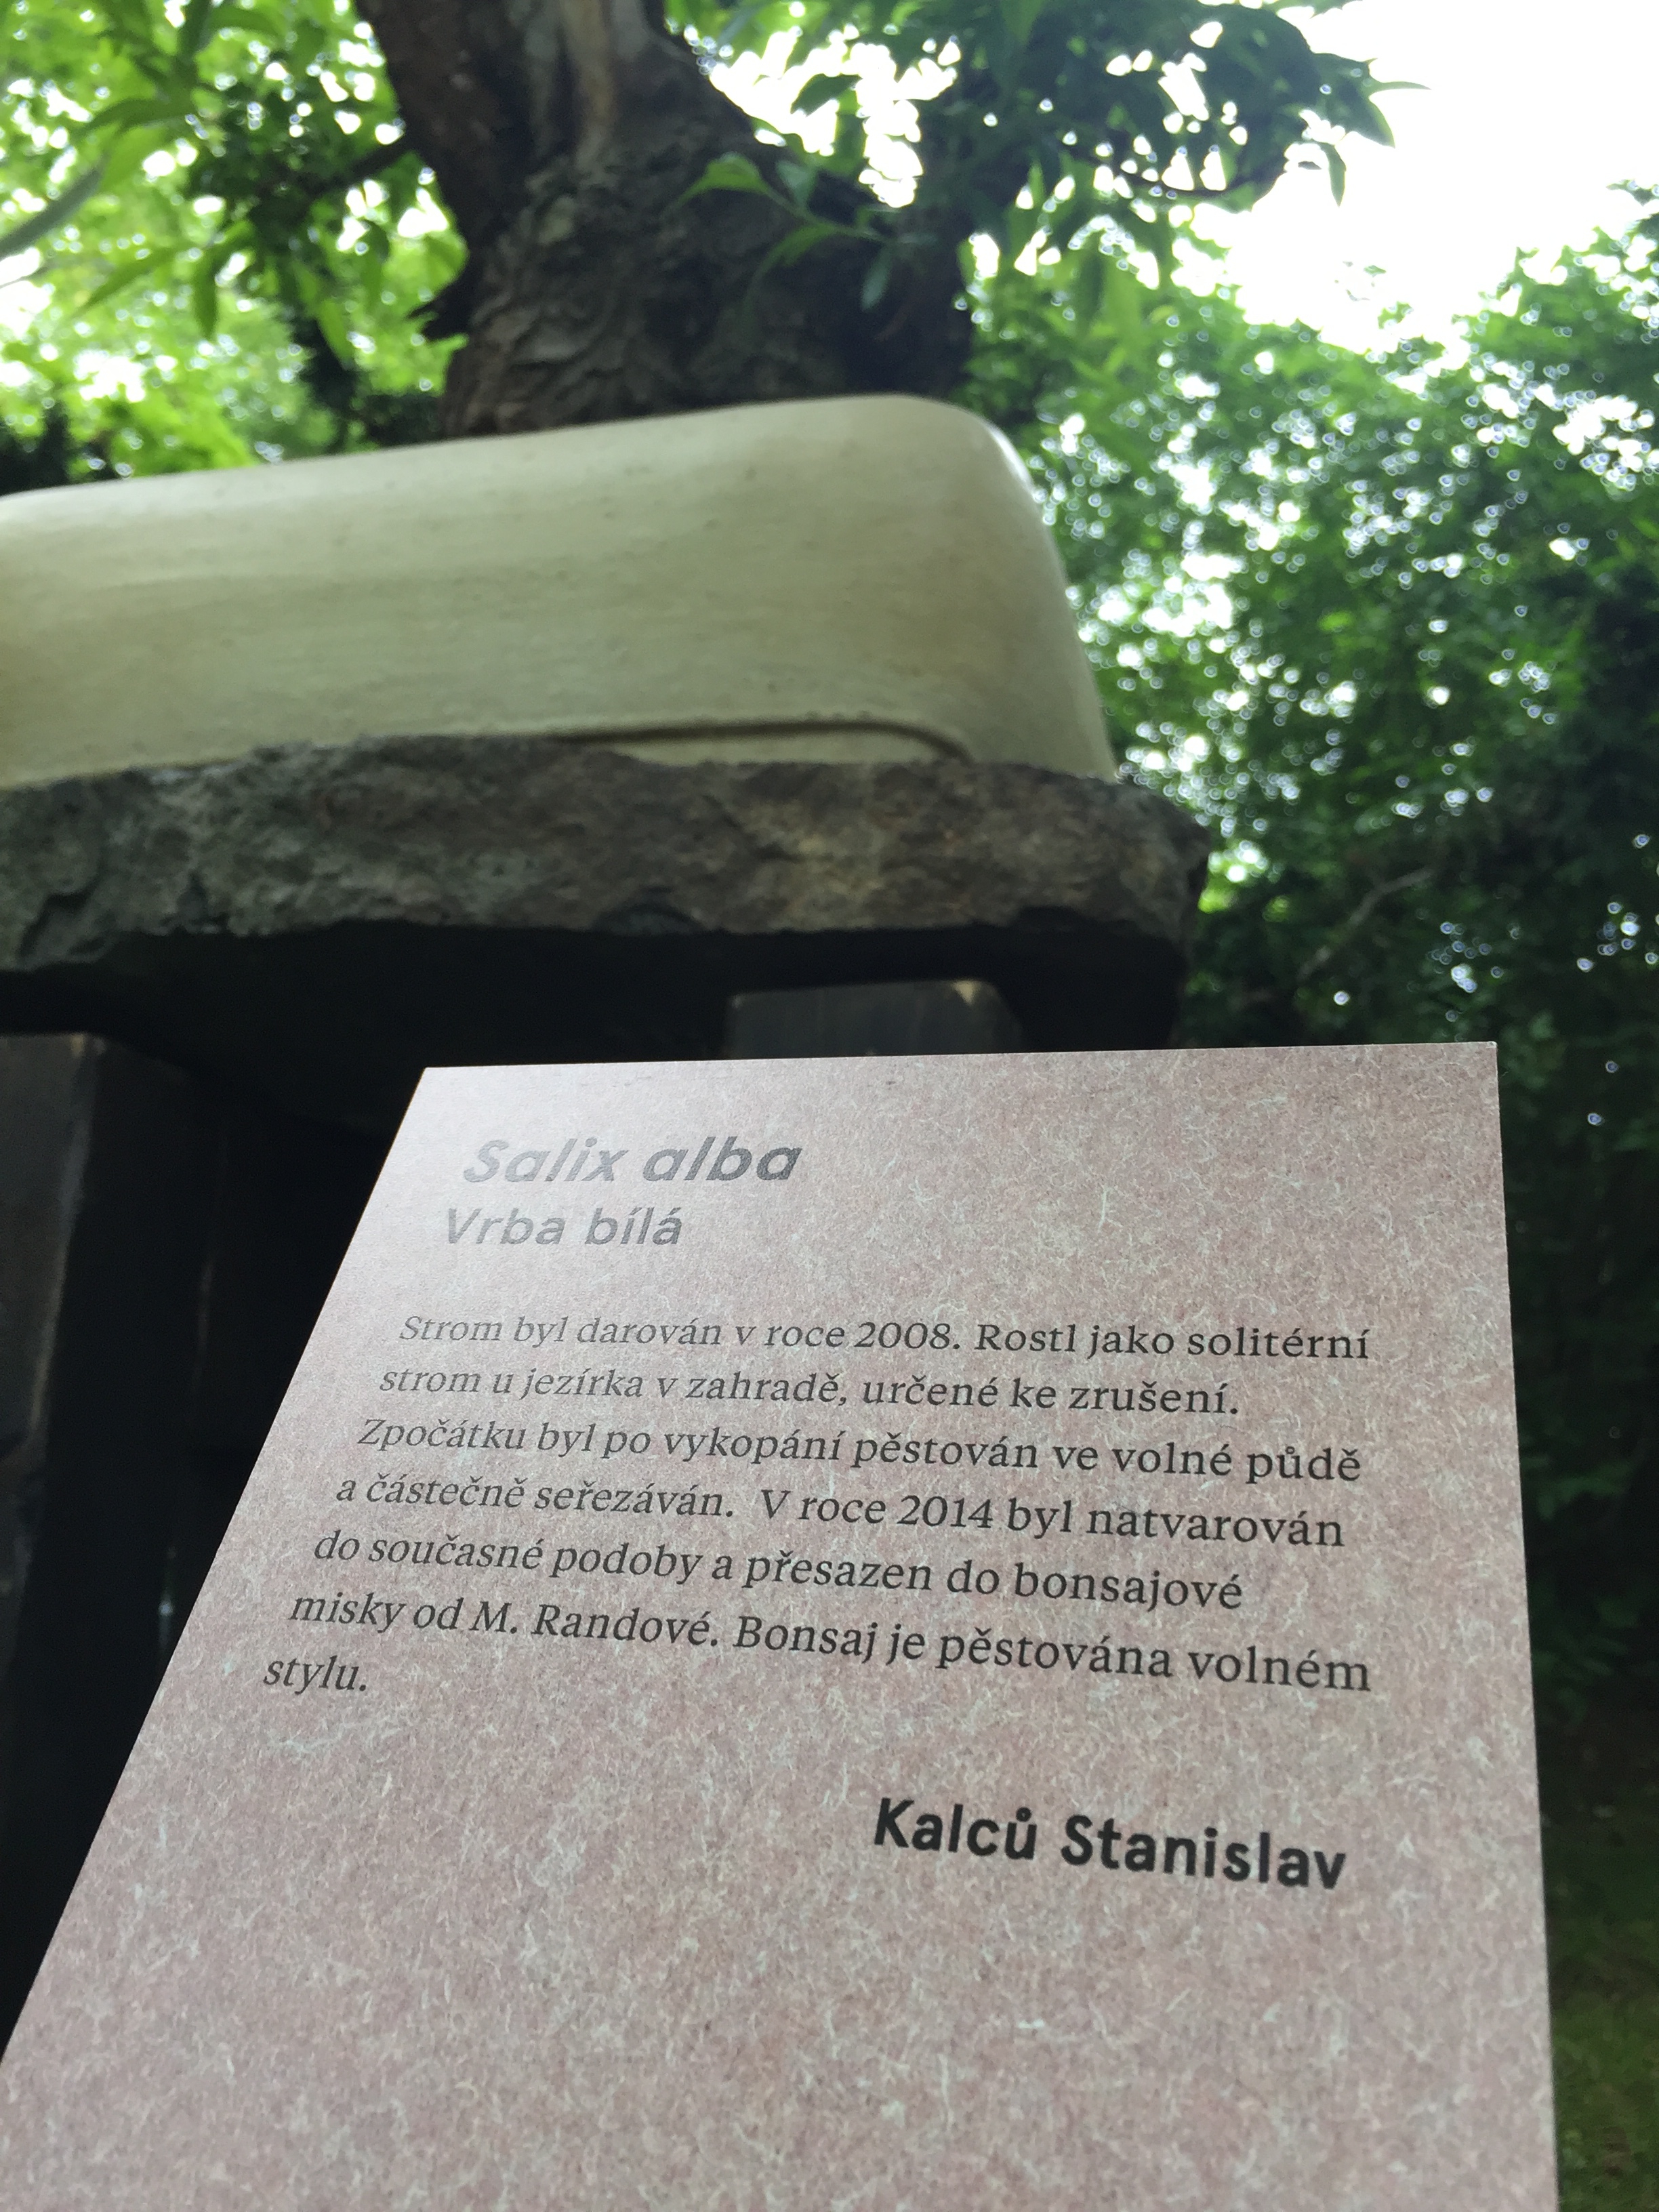 Salix alba
Vrba bílá
Strom byl darován v roce 2008. Rostl jako solitérní
strom u jezírka v zahradě, určené ke zrušení.
Zpočátku byl po vykopání pěstován ve volné půdě
a částečně seřezáván. V roce 2014 byl natvarován
do současné podoby a přesazen do bonsajové
misky od M. Randové. Bonsaj je pěstována volném
stylu.
Kalců Stanislav